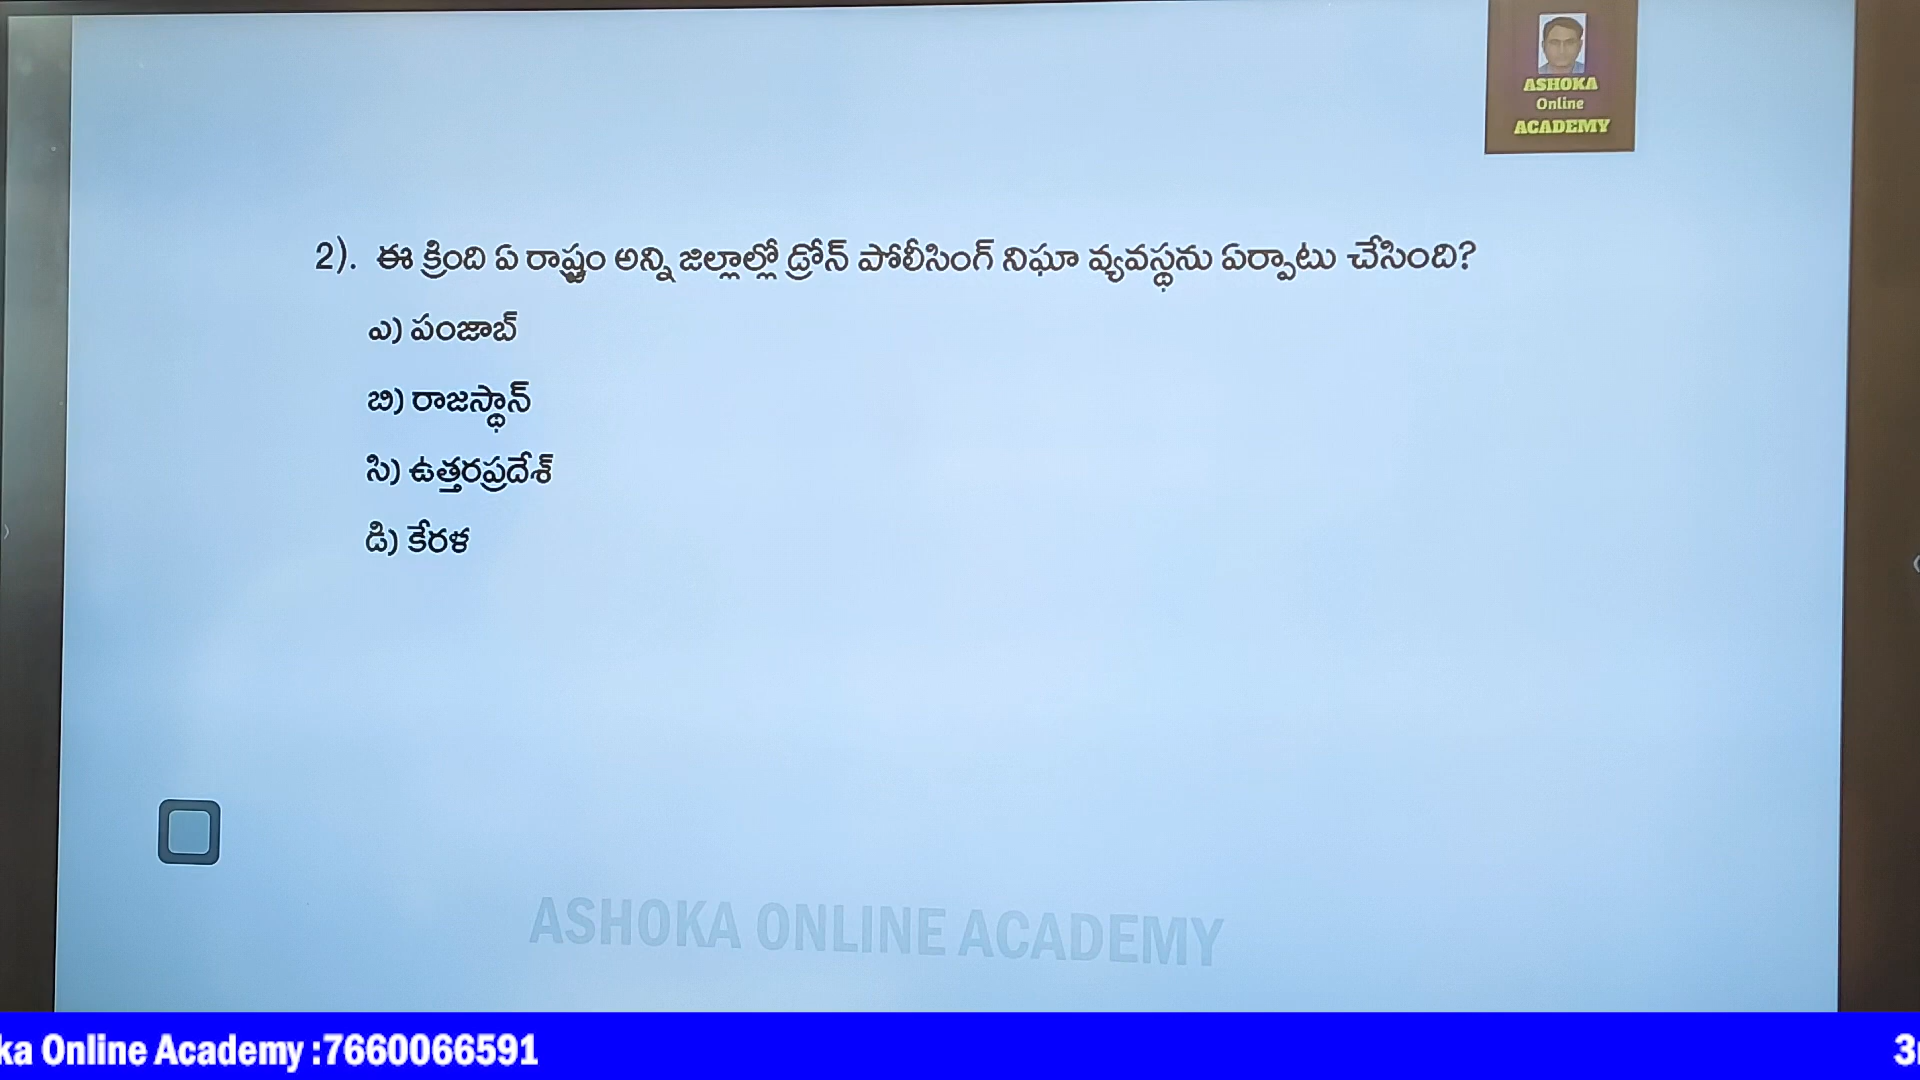 ASHOKA
Online
ACADEMY
2). ఈ క్రింది ఏ రాష్ట్రం అన్ని జిల్లాల్లో డ్రోన్ పోలీసింగ్ నిఘా వ్యవస్థను ఏర్పాటు చేసింది?
ఎ) పంజాబ్
బి) రాజస్థాన్
సి) ఉత్తరప్రదేశ్
డి) కేరళ
ASHOKA ONLINE ACADEMY
ka Online Academy :7660066591